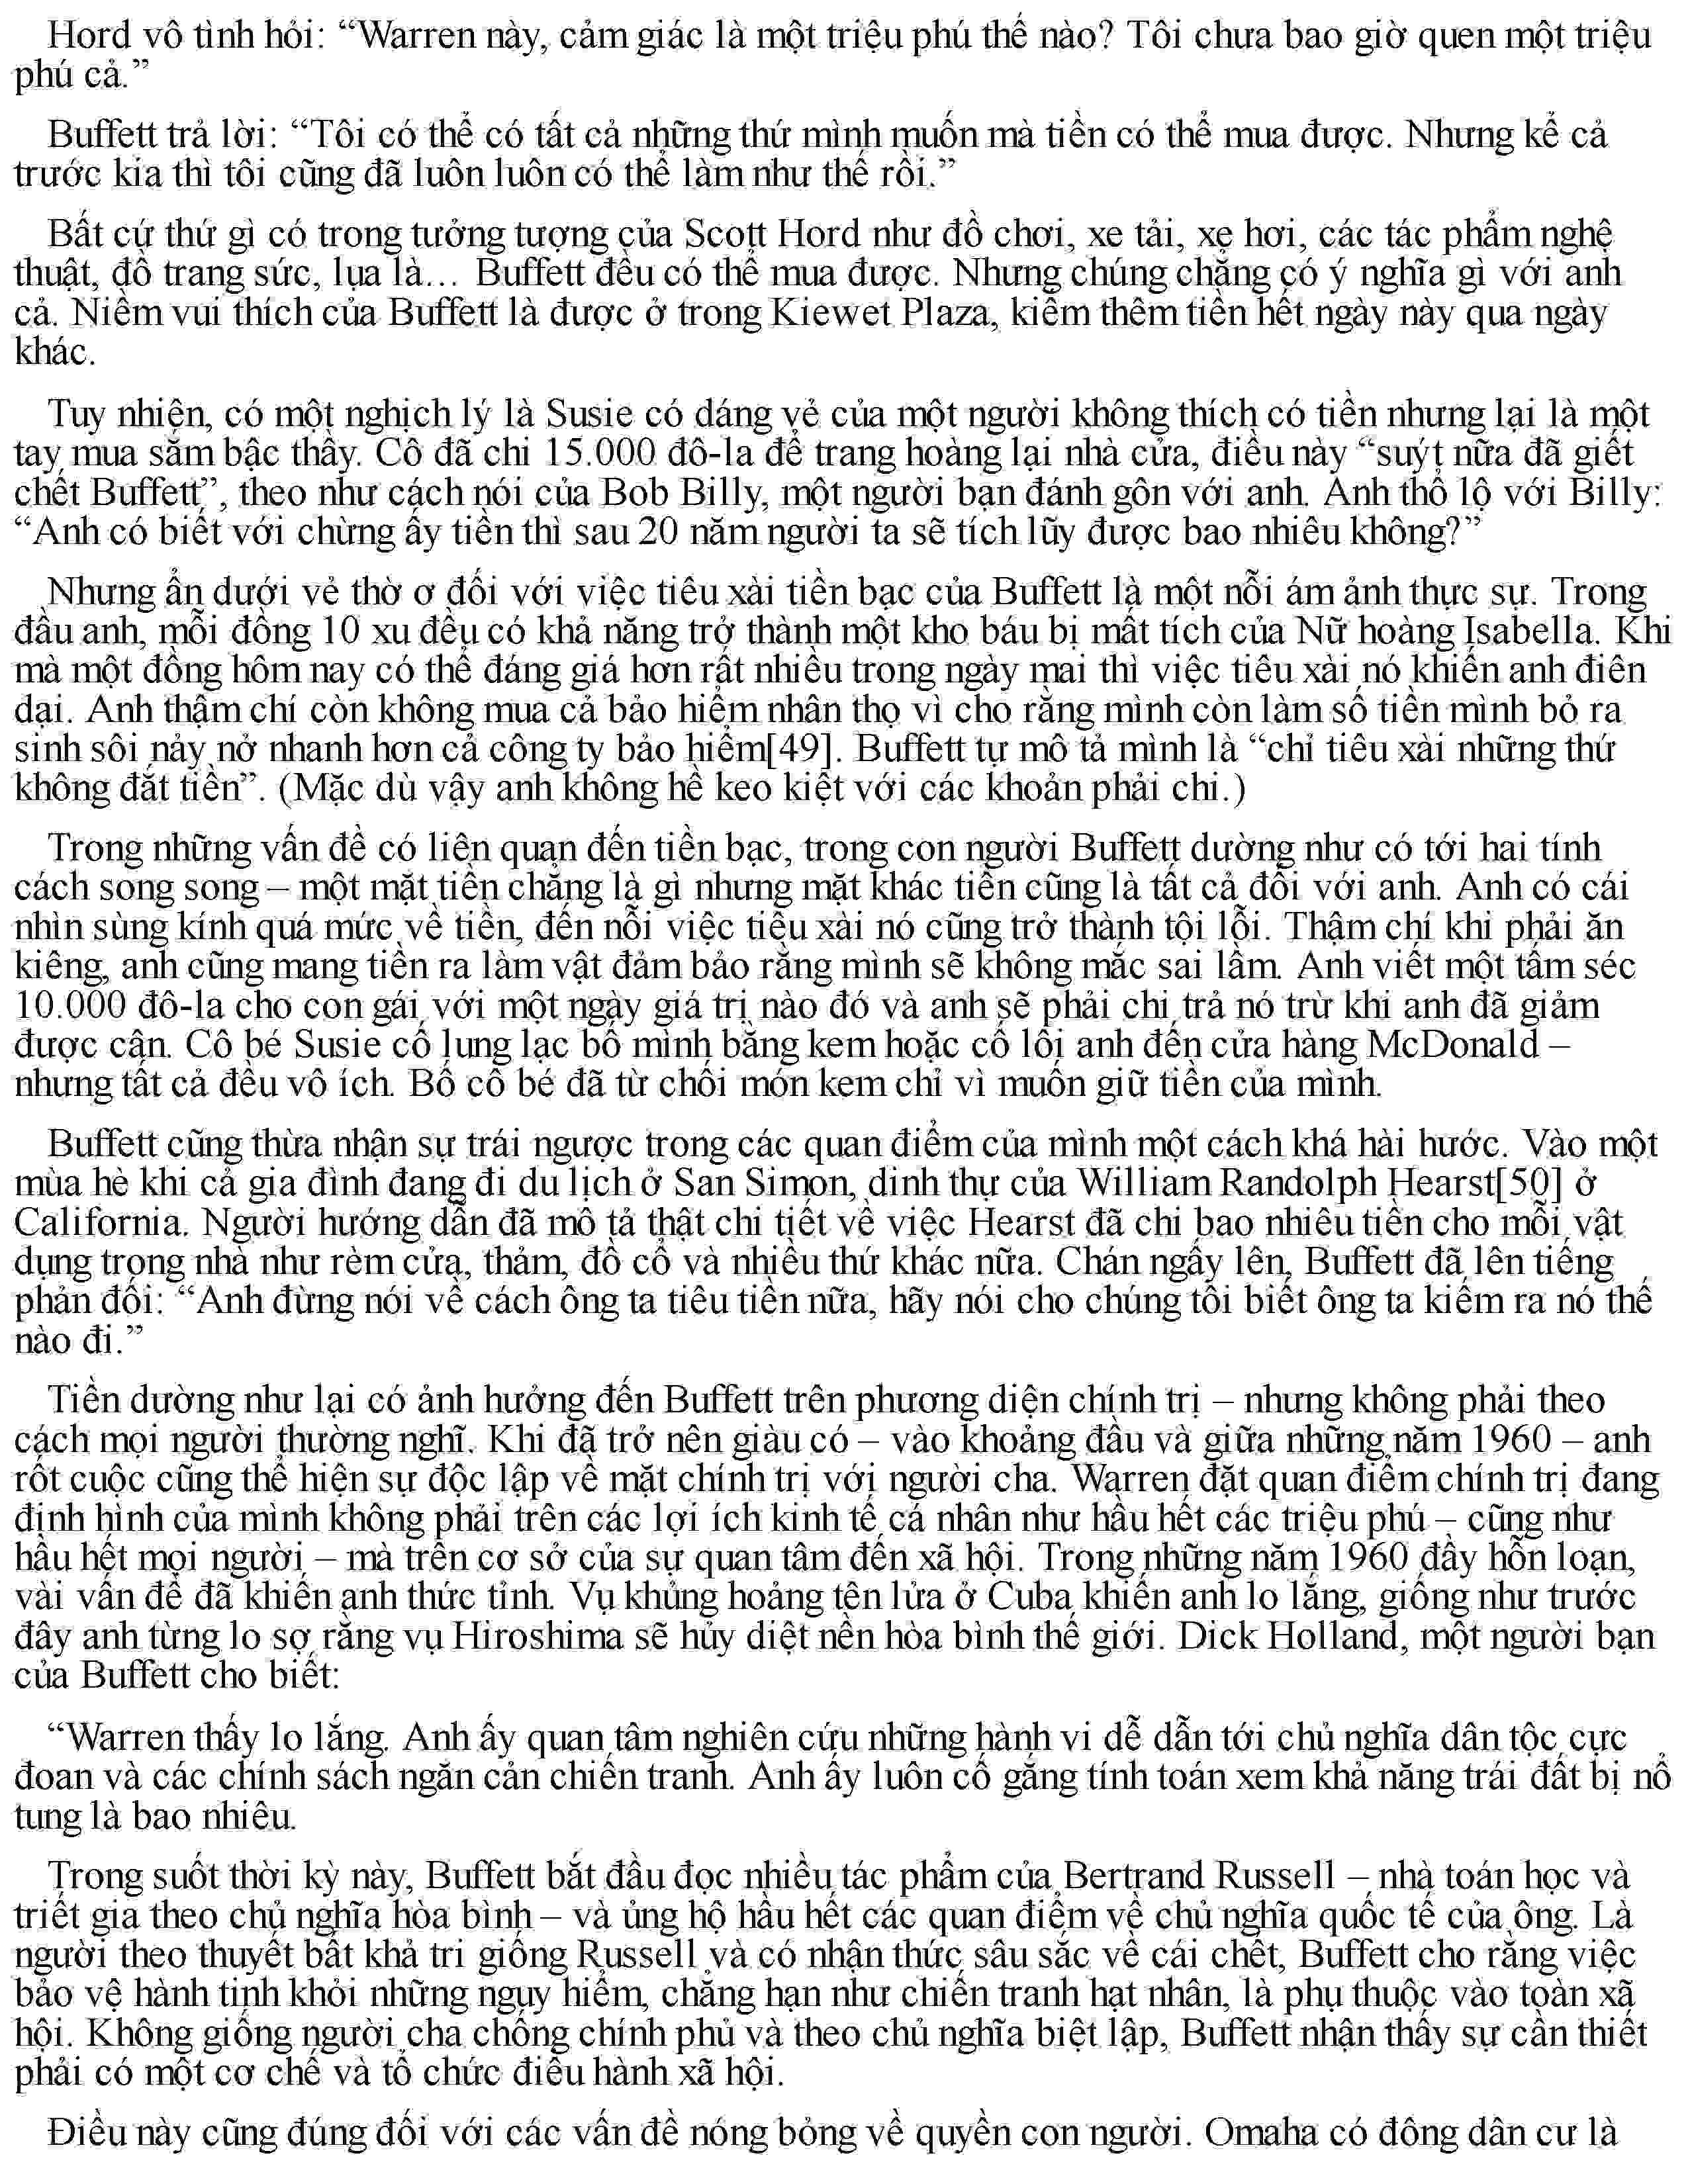 Hord vô tình hỏi: “Warren này, cảm giác là một triệu phú thế nào? Tôi chưa bao giờ quen một triệu
phú cả.”
Buffett trả lời: “Tôi có thể có tất cả những thứ mình muốn mà tiền có thể mua được. Nhưng kể cả
trước kia thì tôi cũng đã luôn luôn có thể làm như thế rồi.”
Bất cứ thứ gì có trong tưởng tượng của Scott Hord như đồ chơi, xe tải, xe hơi, các tác phẩm nghệ
thuật, đồ trang sức, lụa là… Buffett đều có thể mua được. Nhưng chúng chẳng có ý nghĩa gì với anh
cả. Niềm vui thích của Buffett là được ở trong Kiewet Plaza, kiếm thêm tiền hết ngày này qua ngày
khác.
Tuy nhiên, có một nghịch lý là Susie có dáng vẻ của một người không thích có tiền nhưng lại là một
tay mua sắm bậc thầy. Cô đã chi 15.000 đô-la để trang hoàng lại nhà cửa, điều này “suýt nữa đã giết
chết Buffett”, theo như cách nói của Bob Billy, một người bạn đánh gôn với anh. Anh thổ lộ với Billy:
“Anh có biết với chừng ấy tiền thì sau 20 năm người ta sẽ tích lũy được bao nhiêu không?”
Nhưng ẩn dưới vẻ thờ ơ đối với việc tiêu xài tiền bạc của Buffett là một nỗi ám ảnh thực sự. Trong
đầu anh, mỗi đồng 10 xu đều có khả năng trở thành một kho báu bị mất tích của Nữ hoàng Isabella. Khi
mà một đồng hôm nay có thể đáng giá hơn rất nhiều trong ngày mai thì việc tiêu xài nó khiến anh điên
dại. Anh thậm chí còn không mua cả bảo hiểm nhân thọ vì cho rằng mình còn làm số tiền mình bỏ ra
sinh sôi nảy nở nhanh hơn cả công ty bảo hiểm[49]. Buffett tự mô tả mình là “chỉ tiêu xài những thứ
không đắt tiền”. (Mặc dù vậy anh không hề keo kiệt với các khoản phải chi.)
Trong những vấn đề có liên quan đến tiền bạc, trong con người Buffett dường như có tới hai tính
cách song song – một mặt tiền chẳng là gì nhưng mặt khác tiền cũng là tất cả đối với anh. Anh có cái
nhìn sùng kính quá mức về tiền, đến nỗi việc tiêu xài nó cũng trở thành tội lỗi. Thậm chí khi phải ăn
kiêng, anh cũng mang tiền ra làm vật đảm bảo rằng mình sẽ không mắc sai lầm. Anh viết một tấm séc
10.000 đô-la cho con gái với một ngày giá trị nào đó và anh sẽ phải chi trả nó trừ khi anh đã giảm
được cân. Cô bé Susie cố lung lạc bố mình bằng kem hoặc cố lôi anh đến cửa hàng McDonald –
nhưng tất cả đều vô ích. Bố cô bé đã từ chối món kem chỉ vì muốn giữ tiền của mình.
Buffett cũng thừa nhận sự trái ngược trong các quan điểm của mình một cách khá hài hước. Vào một
mùa hè khi cả gia đình đang đi du lịch ở San Simon, dinh thự của William Randolph Hearst[50] ở
California. Người hướng dẫn đã mô tả thật chi tiết về việc Hearst đã chi bao nhiêu tiền cho mỗi vật
dụng trong nhà như rèm cửa, thảm, đồ cổ và nhiều thứ khác nữa. Chán ngấy lên, Buffett đã lên tiếng
phản đối: “Anh đừng nói về cách ông ta tiêu tiền nữa, hãy nói cho chúng tôi biết ông ta kiếm ra nó thế
nào đi.”
Tiền dường như lại có ảnh hưởng đến Buffett trên phương diện chính trị – nhưng không phải theo
cách mọi người thường nghĩ. Khi đã trở nên giàu có – vào khoảng đầu và giữa những năm 1960 – anh
rốt cuộc cũng thể hiện sự độc lập về mặt chính trị với người cha. Warren đặt quan điểm chính trị đang
định hình của mình không phải trên các lợi ích kinh tế cá nhân như hầu hết các triệu phú – cũng như
hầu hết mọi người – mà trên cơ sở của sự quan tâm đến xã hội. Trong những năm 1960 đầy hỗn loạn,
vài vấn đề đã khiến anh thức tỉnh. Vụ khủng hoảng tên lửa ở Cuba khiến anh lo lắng, giống như trước
đây anh từng lo sợ rằng vụ Hiroshima sẽ hủy diệt nền hòa bình thế giới. Dick Holland, một người bạn
của Buffett cho biết:
“Warren thấy lo lắng. Anh ấy quan tâm nghiên cứu những hành vi dễ dẫn tới chủ nghĩa dân tộc cực
đoan và các chính sách ngăn cản chiến tranh. Anh ấy luôn cố gắng tính toán xem khả năng trái đất bị nổ
tung là bao nhiêu.
Trong suốt thời kỳ này, Buffett bắt đầu đọc nhiều tác phẩm của Bertrand Russell – nhà toán học và
triết gia theo chủ nghĩa hòa bình – và ủng hộ hầu hết các quan điểm về chủ nghĩa quốc tế của ông. Là
người theo thuyết bất khả tri giống Russell và có nhận thức sâu sắc về cái chết, Buffett cho rằng việc
bảo vệ hành tinh khỏi những nguy hiểm, chẳng hạn như chiến tranh hạt nhân, là phụ thuộc vào toàn xã
hội. Không giống người cha chống chính phủ và theo chủ nghĩa biệt lập, Buffett nhận thấy sự cần thiết
phải có một cơ chế và tổ chức điều hành xã hội.
Điều này cũng đúng đối với các vấn đề nóng bỏng về quyền con người. Omaha có đông dân cư là